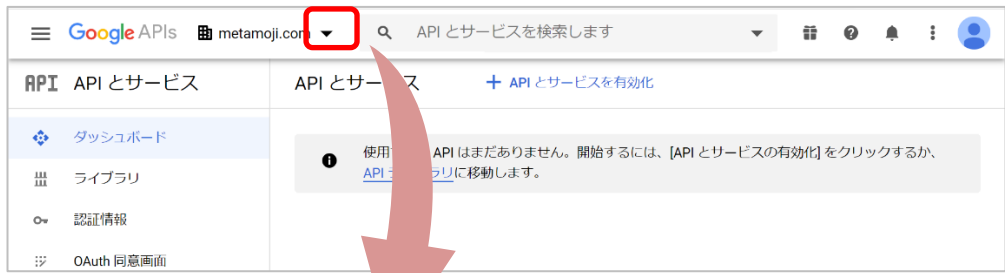 Google APIs metamoji.com API とサービスを検索します
API API とサービス API とサ ス + API とサービスを有効化
ダッシュボード
使用 API はまだありません。開始するには、[API とサービスの有効化] をクリックするか、
API ラリに移動します。
ライブラリ
認証情報
OAuth 同意画面